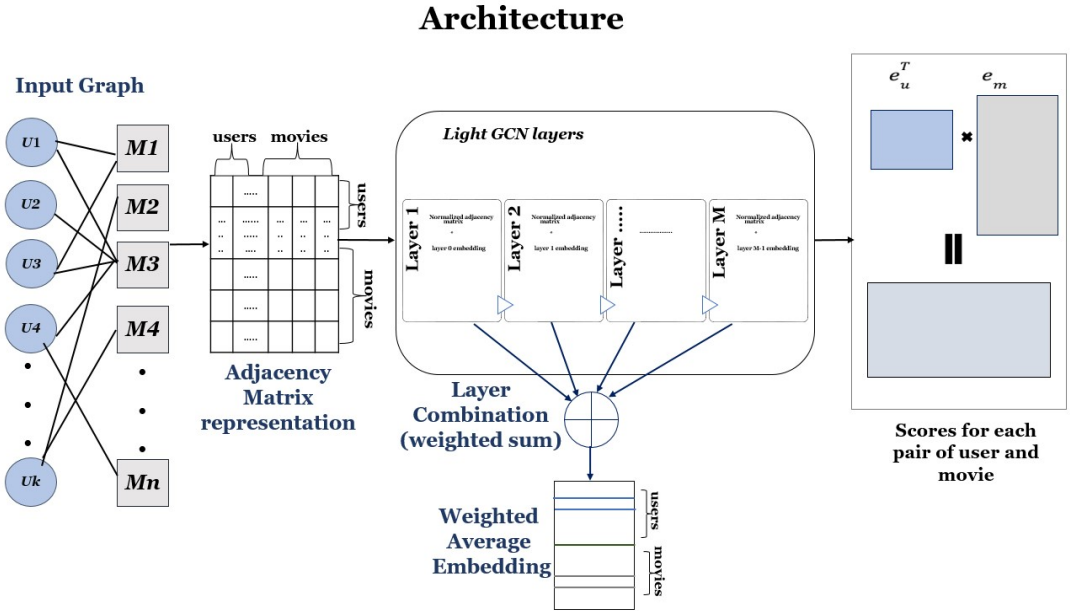 Architecture
Input Graph
U1
U2
U3
U4
Uk
M1
M2
M3
M4
Mn
users
movies
.....
... ..... ... ... ...
.. ..... .. .. ..
.. .... .. .. ..
.....
.....
.....
users
movies
Adjacency
Matrix
representation
Light GCN layers
Layer 1
Normalized adjacency
matrix
*
layer 0 embedding
Layer 2
Normalized adjacency
matrix
*
layer 1 embedding
Layer .....
................
Layer M
Normalized adjacency
matrix
*
layer M-1 embedding
Layer
Combination
(weighted sum)
Weighted
Average
Embedding
users
movies
e_u^T
e_m
×
=
Scores for each
pair of user and
movie